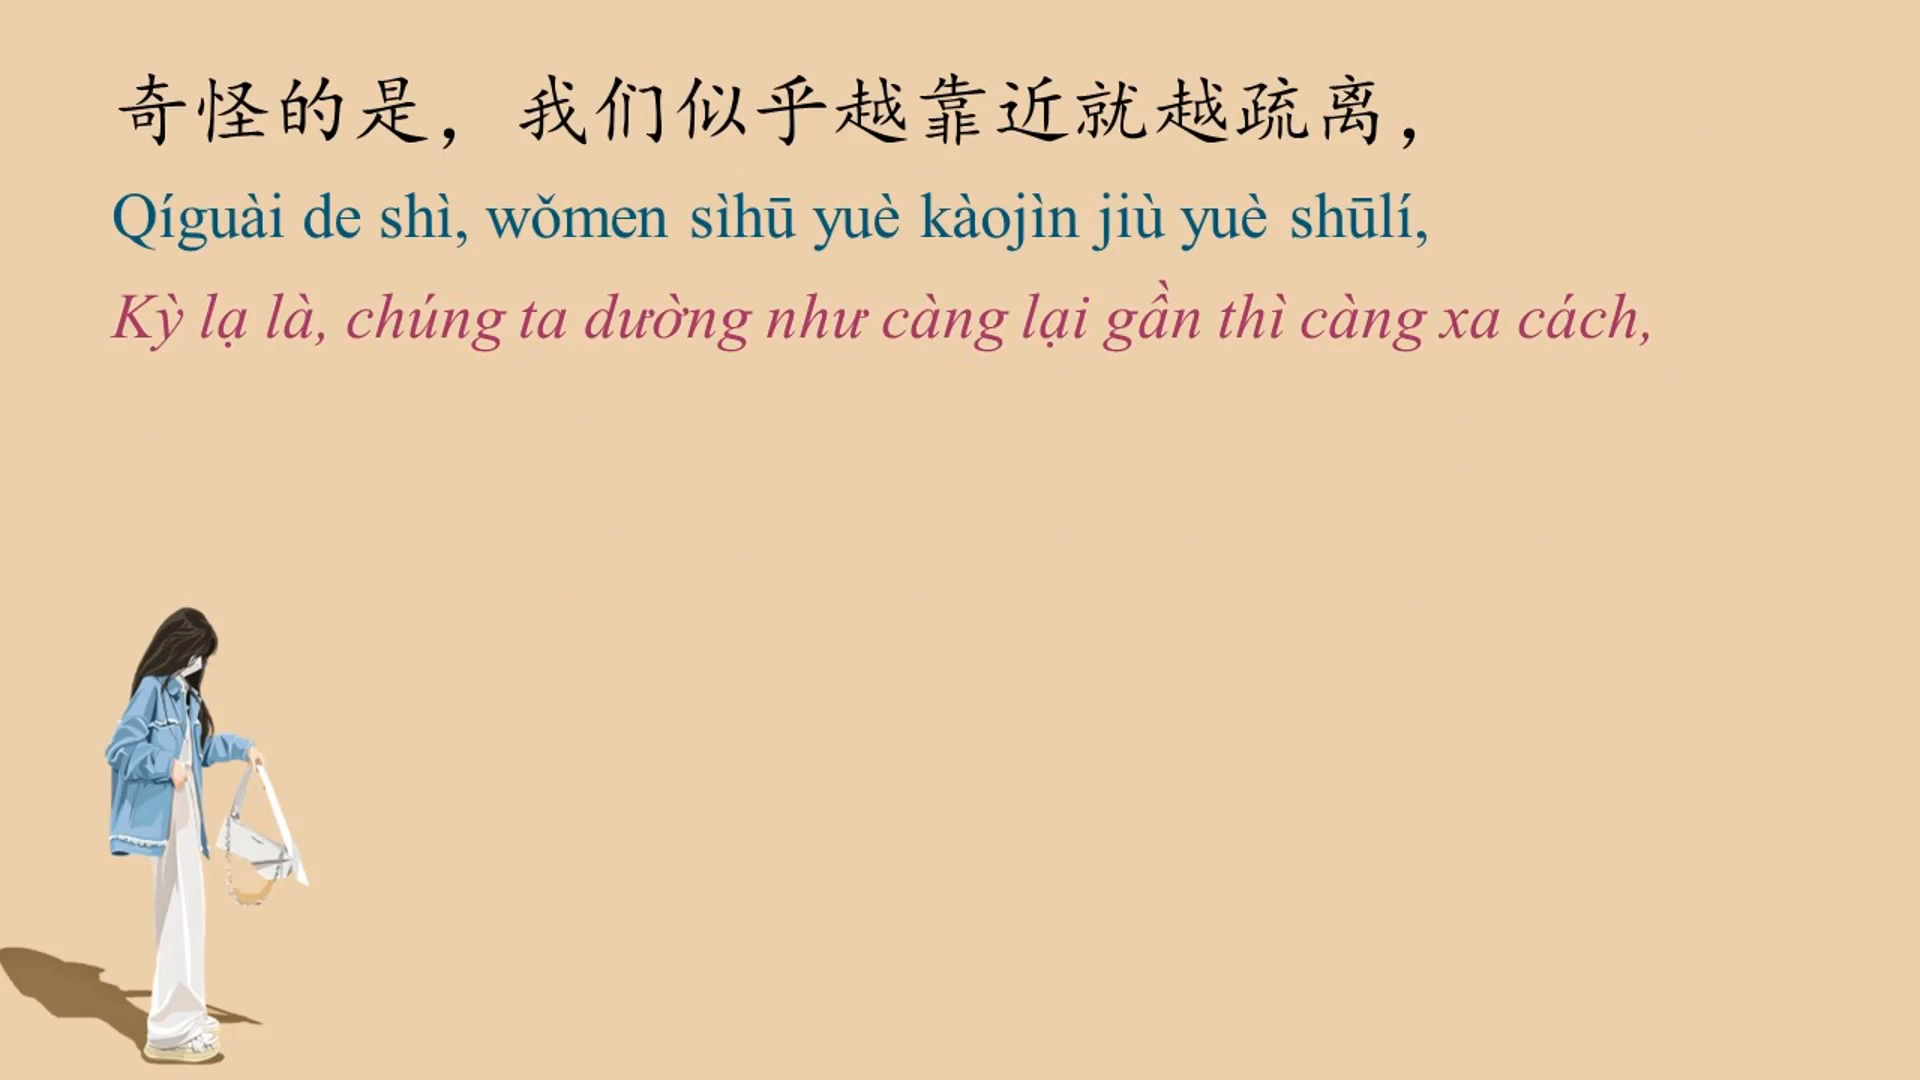 奇怪的是，我们似乎越靠近就越疏离，
Qíguài de shì, wǒmen sìhū yuè kàojìn jiù yuè shūlí,
Kỳ lạ là, chúng ta dường như càng lại gần thì càng xa cách,